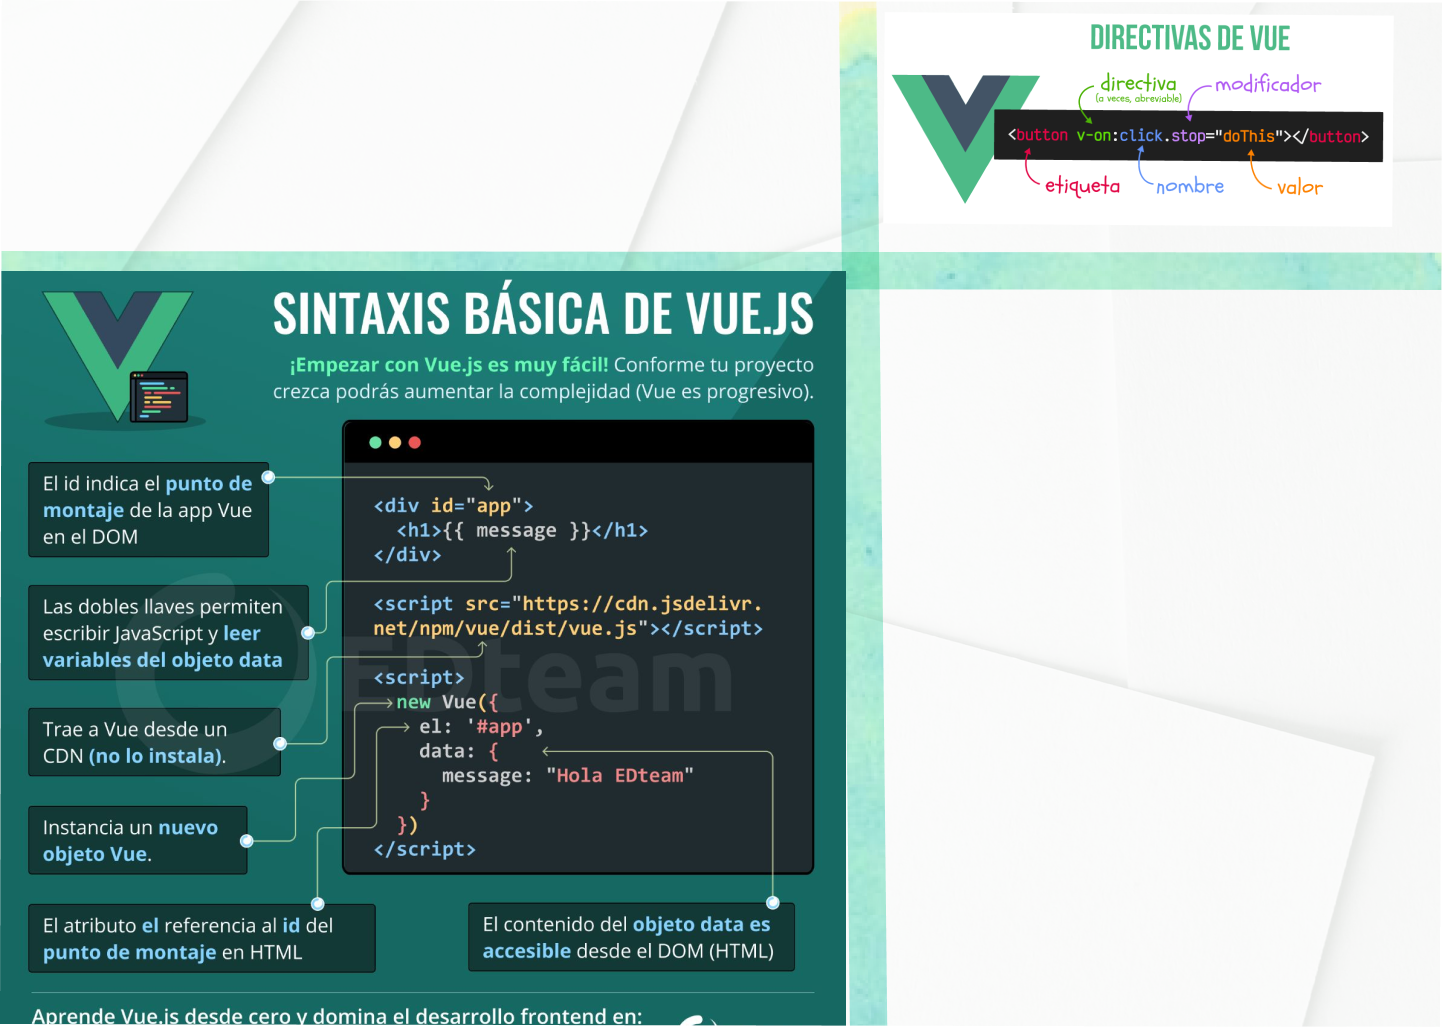 DIRECTIVAS DE VUE
directiva
(a veces, abreviable)
modificador
<button v-on:click.stop="doThis"></button>
etiqueta
nombre
valor
SINTAXIS BÁSICA DE VUE.JS
¡Empezar con Vue.js es muy fácil! Conforme tu proyecto
crezca podrás aumentar la complejidad (Vue es progresivo).
El id indica el punto de
montaje de la app Vue
en el DOM
Las dobles llaves permiten
escribir JavaScript y leer
variables del objeto data
Trae a Vue desde un
CDN (no lo instala).
Instancia un nuevo
objeto Vue.
El atributo el referencia al id del
punto de montaje en HTML
<div id="app">
<h1>{{ message }}</h1>
</div>
<script src="https://cdn.jsdelivr.
net/npm/vue/dist/vue.js"></script>
<script>
new Vue({
el: '#app',
data: {
message: "Hola EDteam"
}
})
</script>
EDteam
El contenido del objeto data es
accesible desde el DOM (HTML)
Aprende Vue.js desde cero y domina el desarrollo frontend en: